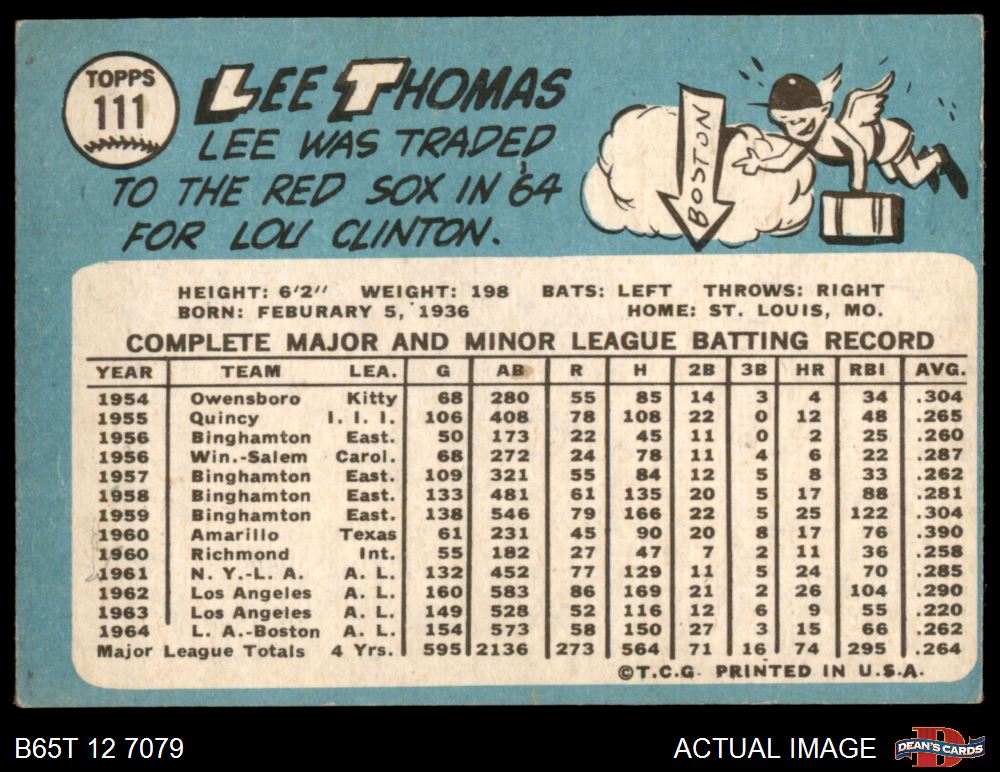 TOPPS
111
LEE THOMAS
LEE WAS TRADED
TO THE RED SOX IN '64
FOR LOU CLINTON.
BOSTON
HEIGHT: 6'2" WEIGHT: 198 BATS: LEFT THROWS: RIGHT
BORN: FEBURARY 5, 1936 HOME: ST. LOUIS, MO.
COMPLETE MAJOR AND MINOR LEAGUE BATTING RECORD
YEAR TEAM LEA. G AB R H 2B 3B HR RBI AVG.
1954 Owensboro Kitty 68 280 55 85 14 3 4 34 .304
1955 Quincy I. I. I. 106 408 78 108 22 0 12 48 .265
1956 Binghamton East. 50 173 22 45 11 0 2 25 .260
1956 Win.-Salem Carol. 68 272 24 78 11 4 6 22 .287
1957 Binghamton East. 109 321 55 84 12 5 8 33 .262
1958 Binghamton East. 133 481 61 135 20 5 17 88 .281
1959 Binghamton East. 138 546 79 166 22 5 25 122 .304
1960 Amarillo Texas 61 231 45 90 20 8 17 76 .390
1960 Richmond Int. 55 182 27 47 7 2 11 36 .258
1961 N. Y.-L. A. A. L. 132 452 77 129 11 5 24 70 .285
1962 Los Angeles A. L. 160 583 86 169 21 2 26 104 .290
1963 Los Angeles A. L. 149 528 52 116 12 6 9 55 .220
1964 L. A.-Boston A. L. 154 573 58 150 27 3 15 66 .262
Major League Totals 4 Yrs. 595 2136 273 564 71 16 74 295 .264
©T.C.G. PRINTED IN U.S.A.
B65T 12 7079 ACTUAL IMAGE
D
DEAN'S CARDS